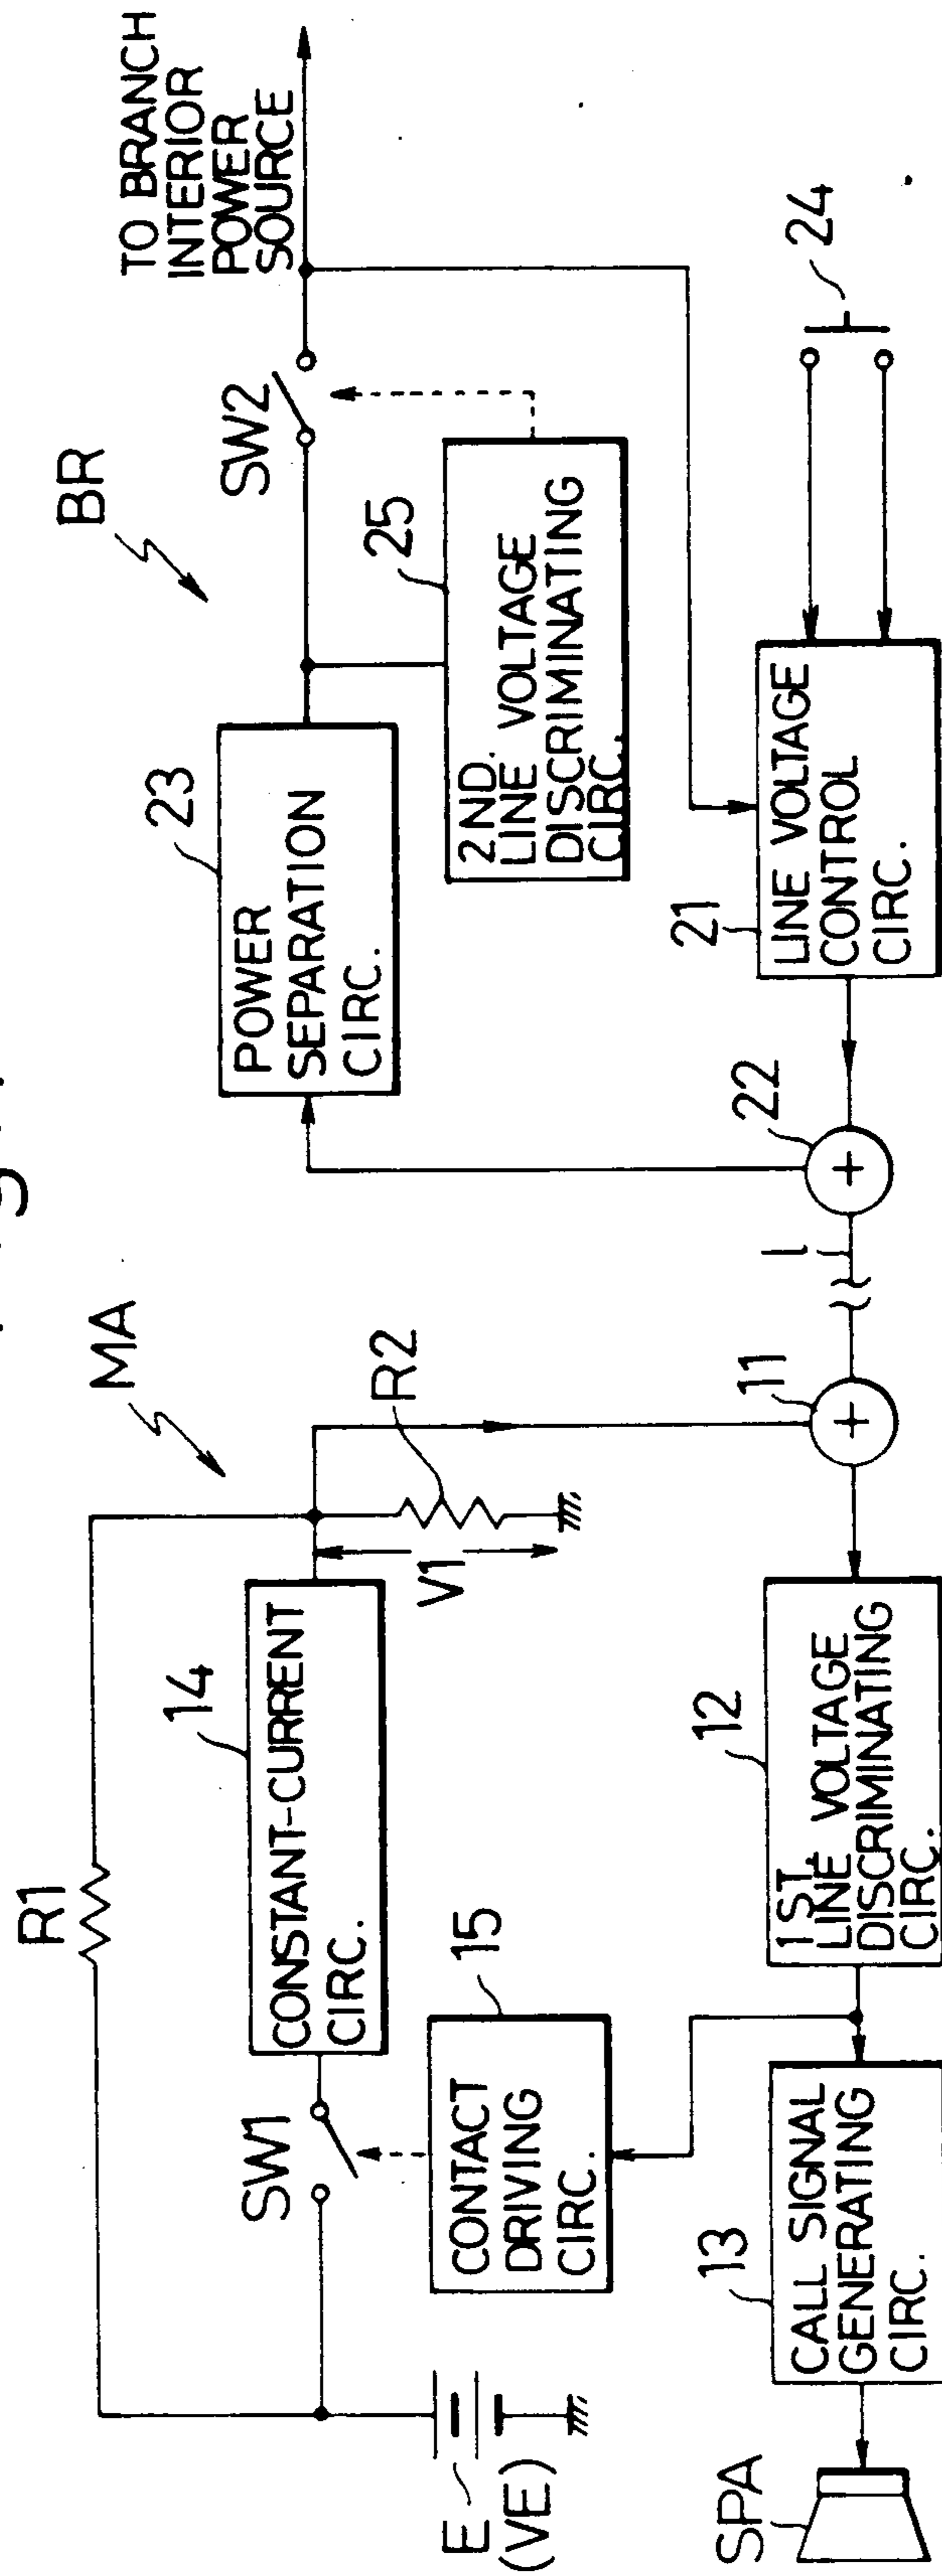 MA
BR
R1
14
CONSTANT-CURRENT
CIRC.
SW1
R2
V1
E
(VE)
15
CONTACT
DRIVING
CIRC.
SPA
13
CALL SIGNAL
GENERATING
CIRC.
12
1ST.
LINE VOLTAGE
DISCRIMINATING
CIRC.
11
+
l
22
+
23
POWER
SEPARATION
CIRC.
SW2
TO BRANCH
INTERIOR
POWER
SOURCE
25
2ND.
LINE VOLTAGE
DISCRIMINATING
CIRC.
21
LINE VOLTAGE
CONTROL
CIRC.
24